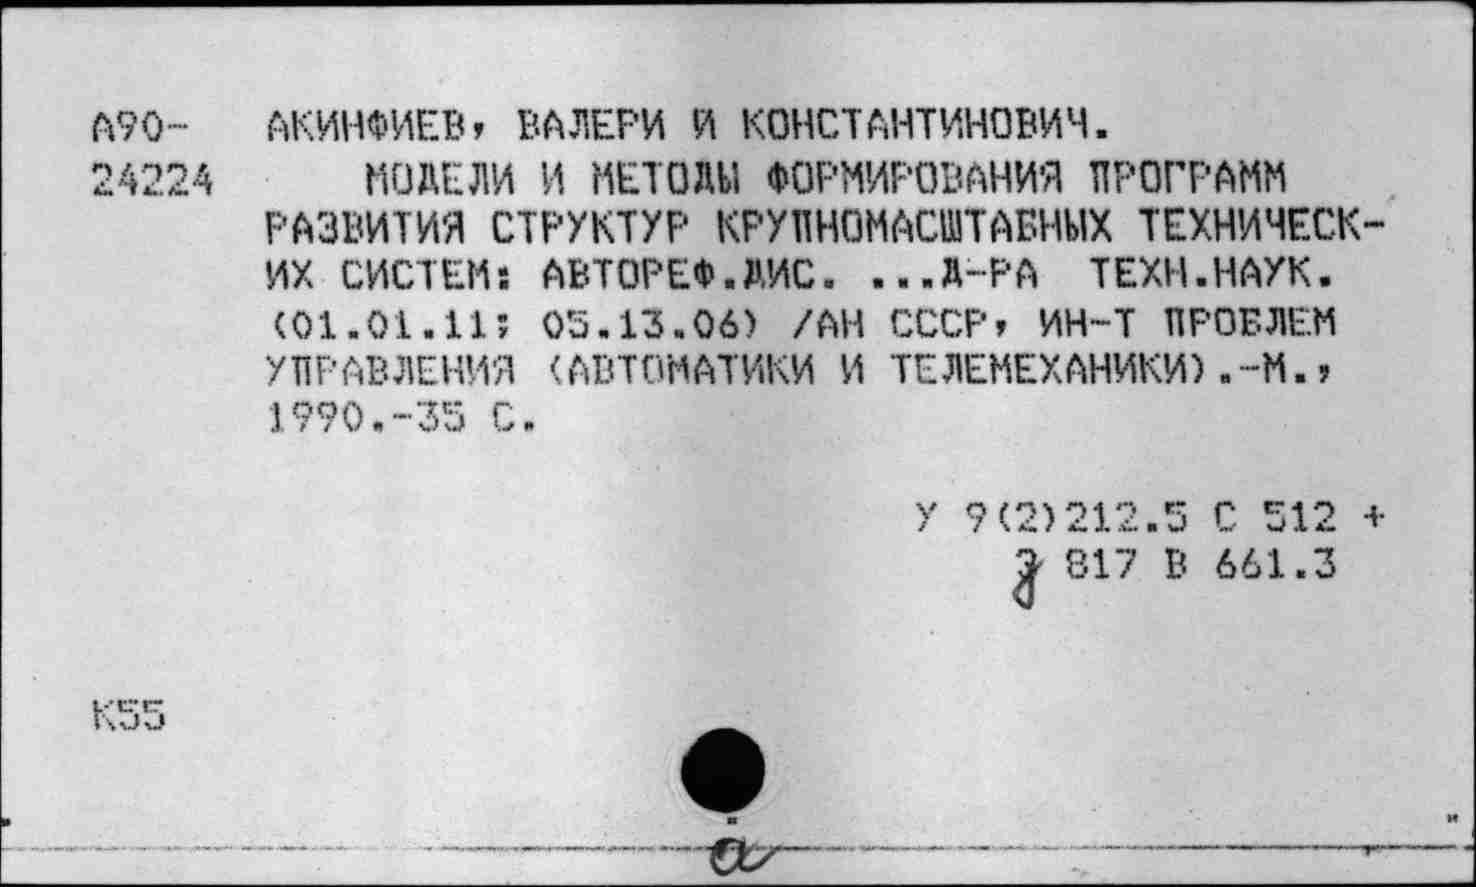 А90- АКИНФИЕВ, ВАЛЕРИ И КОНСТАНТИНОВИЧ.
24224 МОДЕЛИ И МЕТОДЫ ФОРМИРОВАНИЯ ПРОГРАММ
РАЗВИТИЯ СТРУКТУР КРУПНОМАСШТАБНЫХ ТЕХНИЧЕСК-
ИХ СИСТЕМ: АВТОРЕФ.ДИС. ...Д-РА ТЕХН.НАУК.
(01.01.11; 05.13.06) /АН СССР, ИН-Т ПРОБЛЕМ
УПРАВЛЕНИЯ (АВТОМАТИКИ И ТЕЛЕМЕХАНИКИ).-М.,
1990.-35 С.
У 9(2)212.5 С 512 +
З 817 В 661.3
К55
а